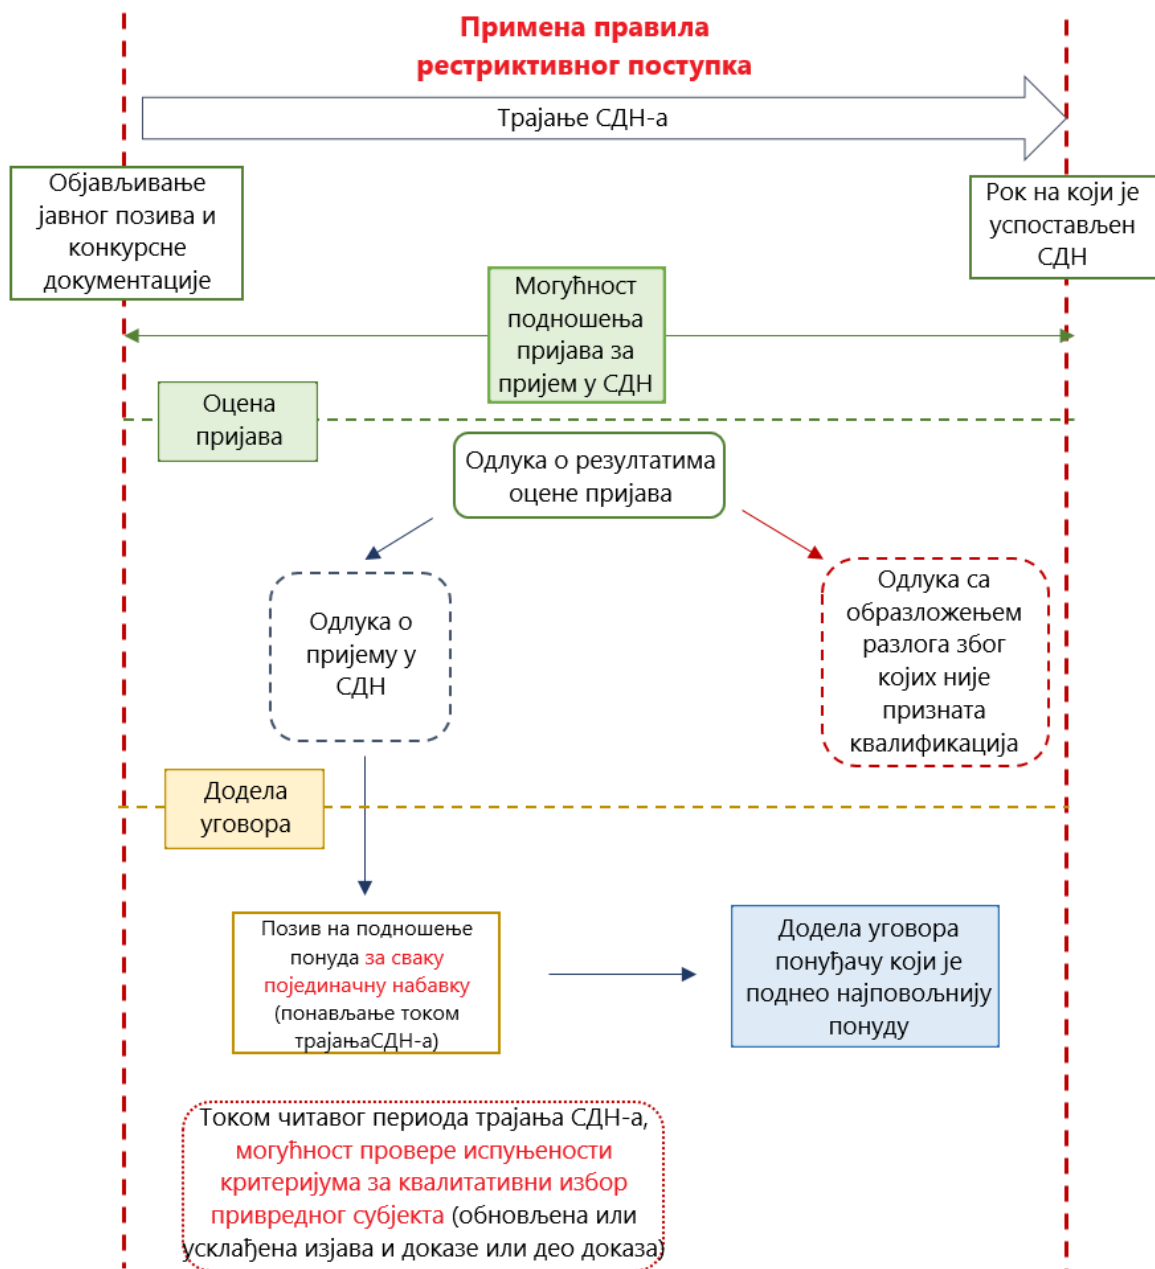 Примена правила
рестриктивног поступка
Трајање СДН-а
Објављивање
јавног позива и
конкурсне
документације
Рок на који је
успостављен
СДН
Могућност
подношења
пријава за
пријем у СДН
Оцена
пријава
Одлука о резултатима
оцене пријава
Одлука о
пријему у
СДН
Одлука са
образложењем
разлога због
којих није
призната
квалификација
Додела
уговора
Позив на подношење
понуда за сваку
појединачну набавку
(понављање током
трајањаСДН-а)
Додела уговора
понуђачу који је
поднео најповољнију
понуду
Током читавог периода трајања СДН-а,
могућност провере испуњености
критеријума за квалитативни избор
привредног субјекта (обновљена или
усклађена изјава и доказе или део доказа)